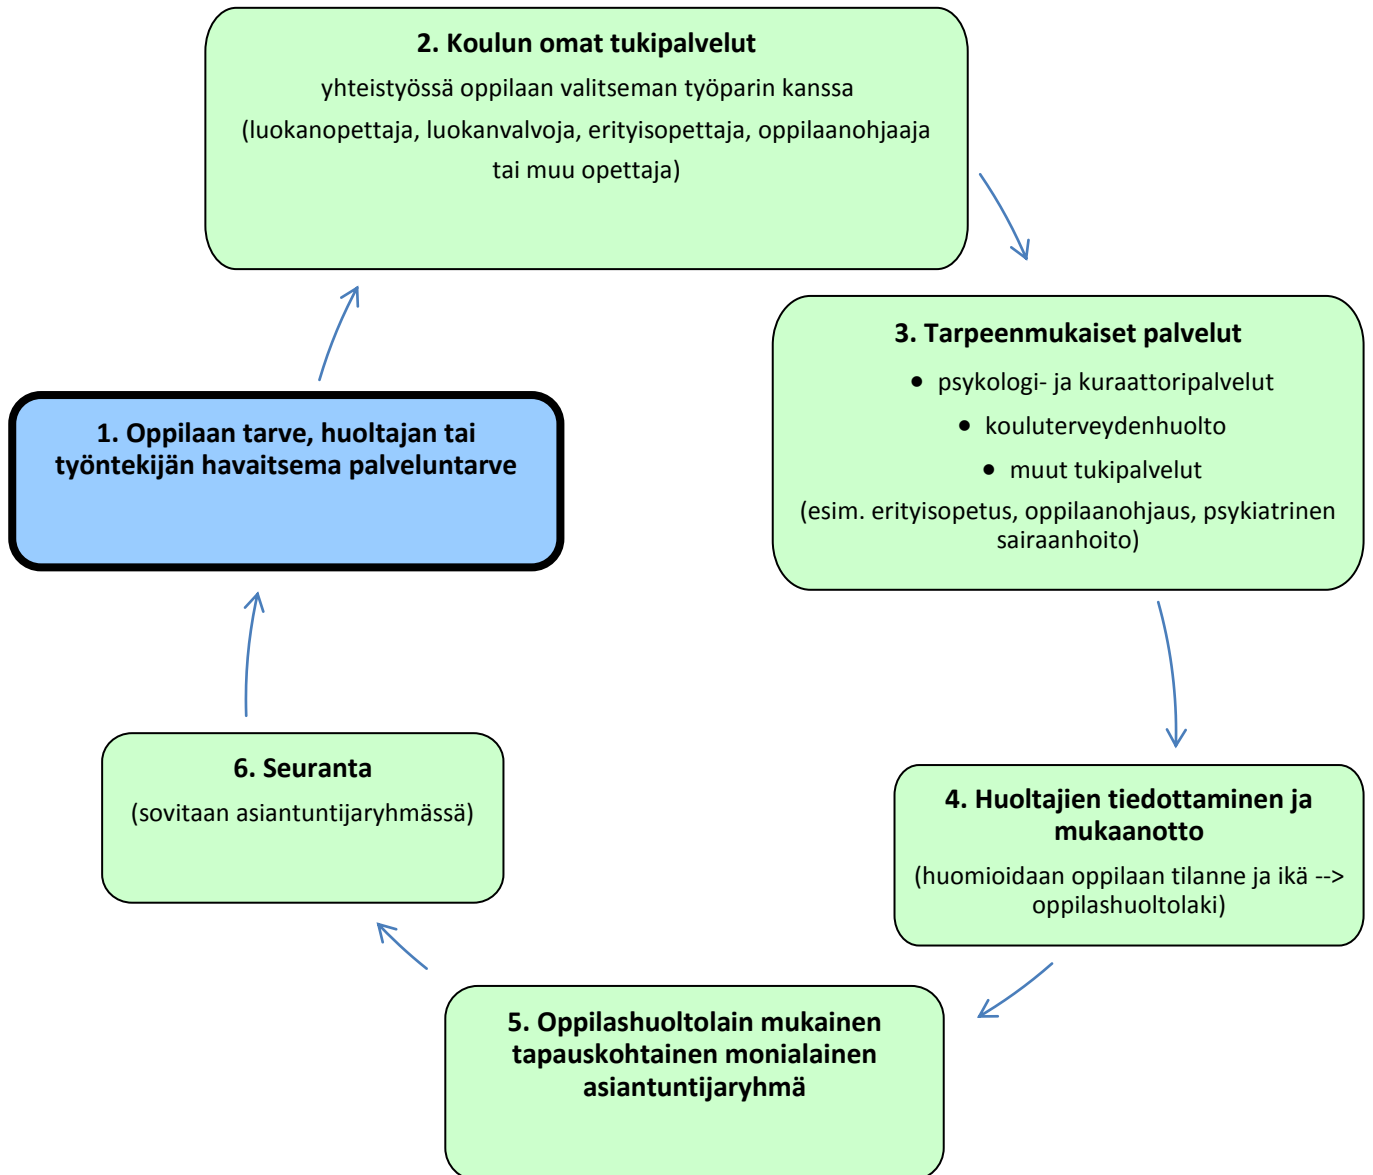 2. Koulun omat tukipalvelut
yhteistyössä oppilaan valitseman työparin kanssa
(luokanopettaja, luokanvalvoja, erityisopettaja, oppilaanohjaaja
tai muu opettaja)
3. Tarpeenmukaiset palvelut
• psykologi- ja kuraattoripalvelut
• kouluterveydenhuolto
• muut tukipalvelut
(esim. erityisopetus, oppilaanohjaus, psykiatrinen
sairaanhoito)
1. Oppilaan tarve, huoltajan tai
työntekijän havaitsema palveluntarve
4. Huoltajien tiedottaminen ja
mukaanotto
(huomioidaan oppilaan tilanne ja ikä -->
oppilashuoltolaki)
6. Seuranta
(sovitaan asiantuntijaryhmässä)
5. Oppilashuoltolain mukainen
tapauskohtainen monialainen
asiantuntijaryhmä